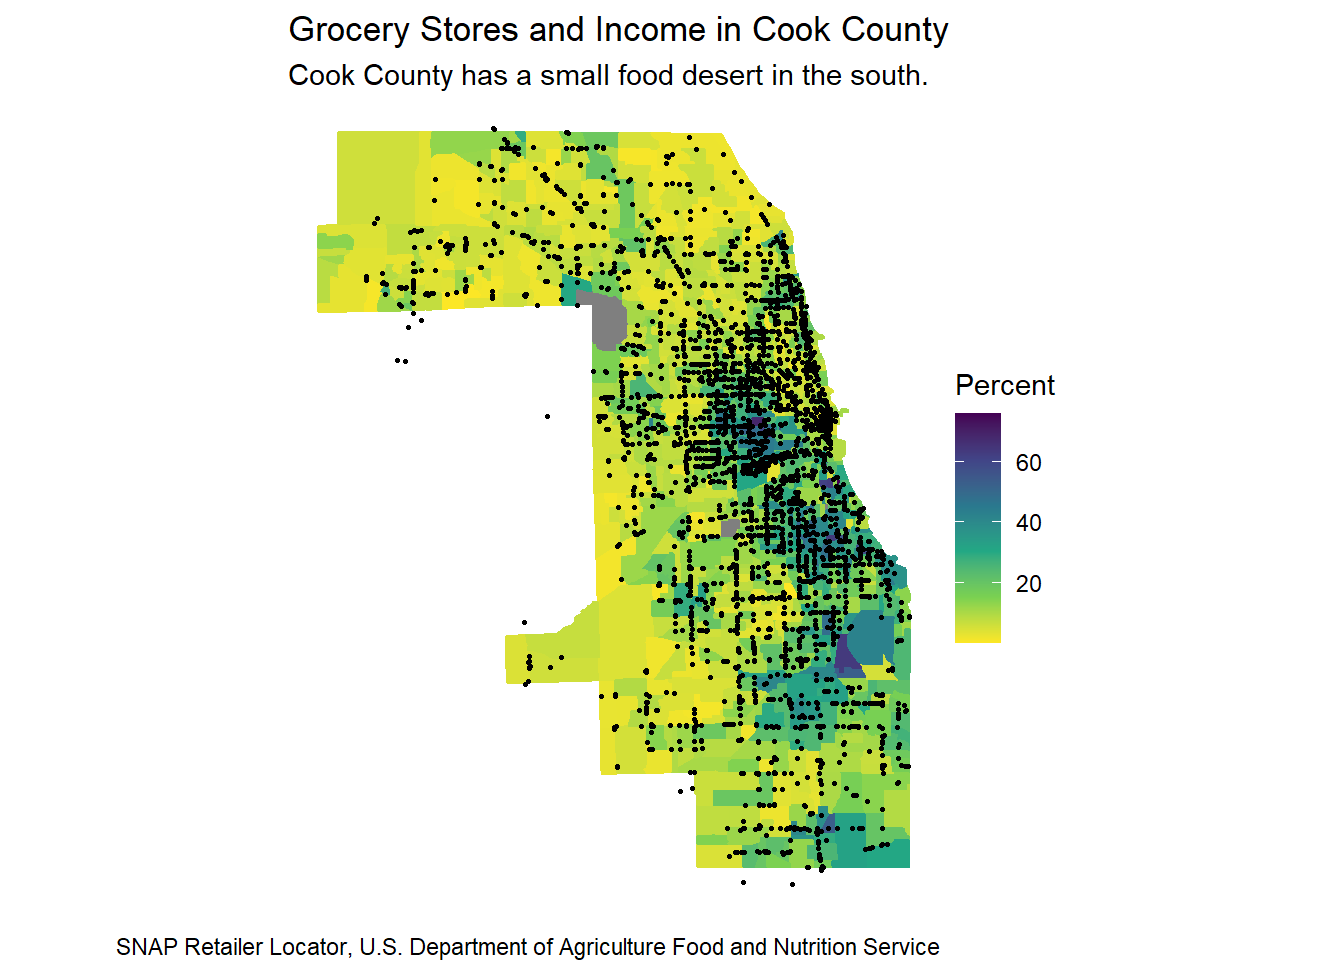 Grocery Stores and Income in Cook County
Cook County has a small food desert in the south.
Percent
60
40
20
SNAP Retailer Locator, U.S. Department of Agriculture Food and Nutrition Service